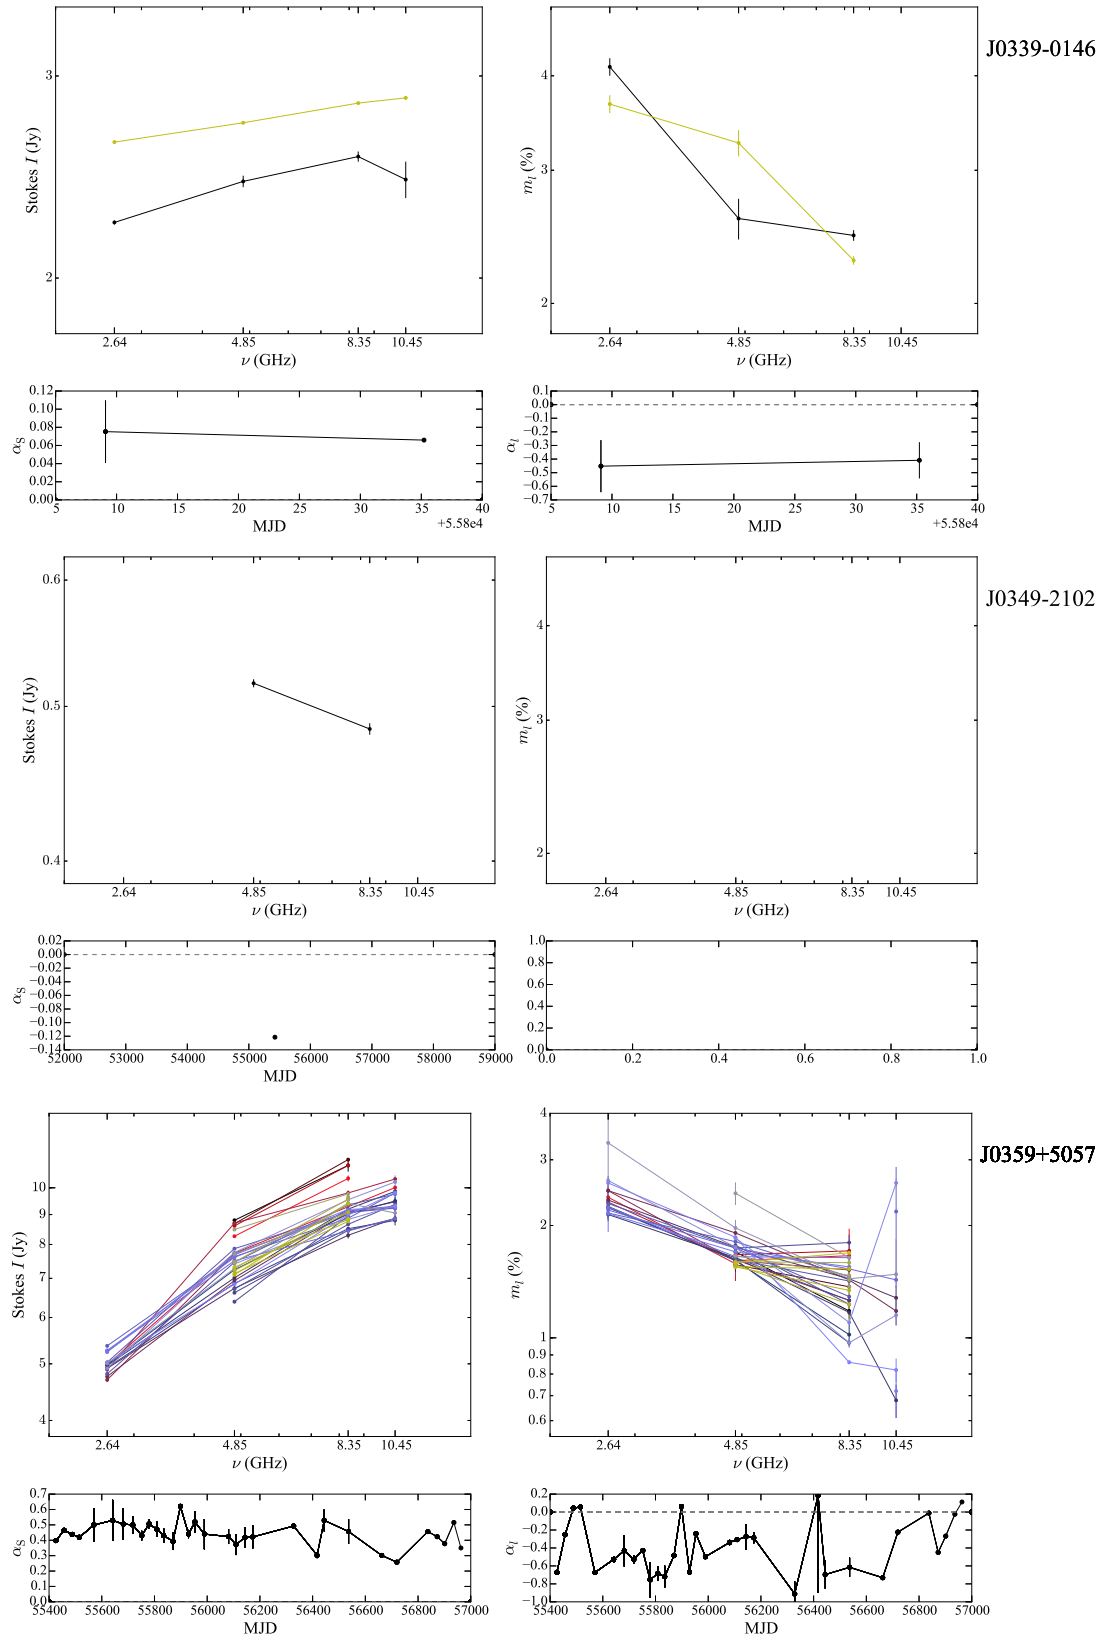 J0339-0146
3
2
Stokes I (Jy)
2.64 4.85 8.35 10.45
ν (GHz)
4
3
2
m_l (%)
2.64 4.85 8.35 10.45
ν (GHz)
0.12
0.10
0.08
0.06
0.04
0.02
0.00
α_S
5 10 15 20 25 30 35 40
MJD
+5.58e4
0.1
0.0
−0.1
−0.2
−0.3
−0.4
−0.5
−0.6
−0.7
α_l
5 10 15 20 25 30 35 40
MJD
+5.58e4
J0349-2102
0.6
0.5
0.4
Stokes I (Jy)
2.64 4.85 8.35 10.45
ν (GHz)
4
3
2
m_l (%)
2.64 4.85 8.35 10.45
ν (GHz)
0.02
0.00
−0.02
−0.04
−0.06
−0.08
−0.10
−0.12
−0.14
α_S
52000 53000 54000 55000 56000 57000 58000 59000
MJD
1.0
0.8
0.6
0.4
0.2
0.0
0.0 0.2 0.4 0.6 0.8 1.0
J0359+5057
10
9
8
7
6
5
4
Stokes I (Jy)
2.64 4.85 8.35 10.45
ν (GHz)
4
3
2
1
0.9
0.8
0.7
0.6
m_l (%)
2.64 4.85 8.35 10.45
ν (GHz)
0.7
0.6
0.5
0.4
0.3
0.2
0.1
0.0
α_S
55400 55600 55800 56000 56200 56400 56600 56800 57000
MJD
0.2
0.0
−0.2
−0.4
−0.6
−0.8
−1.0
α_l
55400 55600 55800 56000 56200 56400 56600 56800 57000
MJD